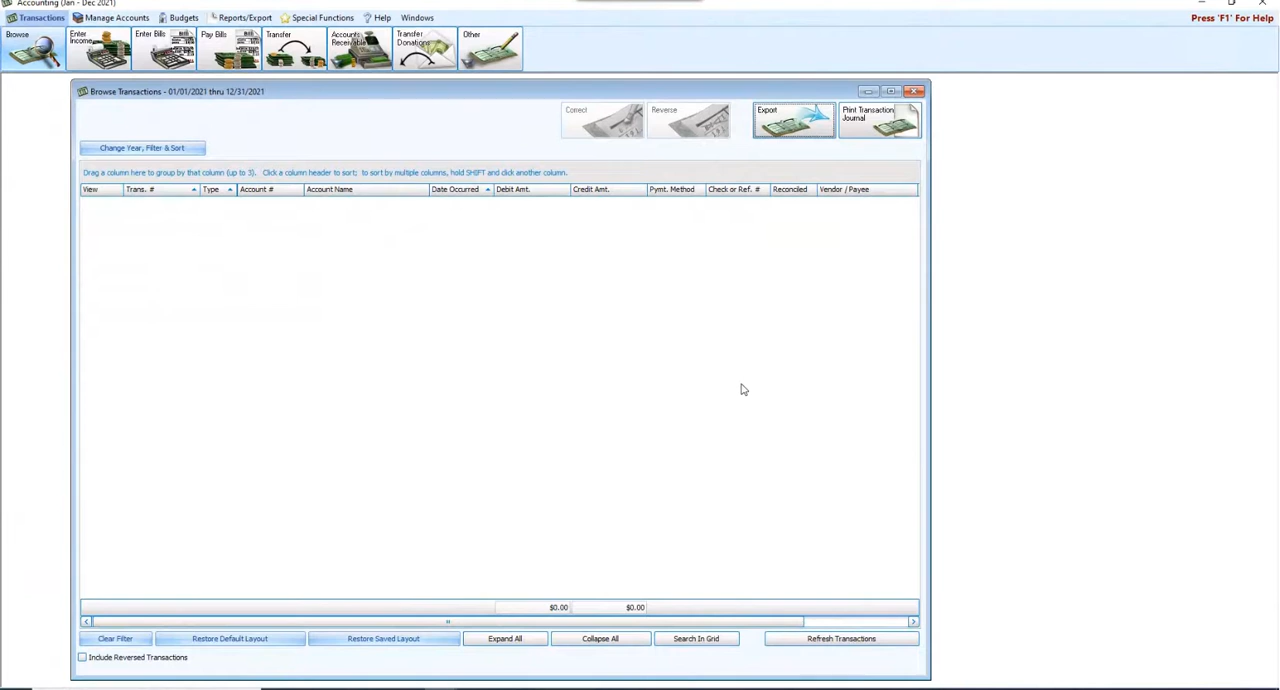 Accounting (Jan - Dec 2021)
Transactions Manage Accounts Budgets Reports/Export Special Functions Help Windows
Press 'F1' For Help
Browse
Enter Income
Enter Bills
Pay Bills
Transfer
Accounts Receivable
Transfer Donations
Other
Browse Transactions - 01/01/2021 thru 12/31/2021
Correct
Reverse
Export
Print Transaction Journal
Change Year, Filter & Sort
Drag a column here to group by that column (up to 3). Click a column header to sort; to sort by multiple columns, hold SHIFT and click another column.
View Trans. # Type Account # Account Name Date Occurred Debit Amt. Credit Amt. Pymt. Method Check or Ref. # Reconciled Vendor / Payee
$0.00 $0.00
Clear Filter Restore Default Layout Restore Saved Layout Expand All Collapse All Search In Grid Refresh Transactions
Include Reversed Transactions